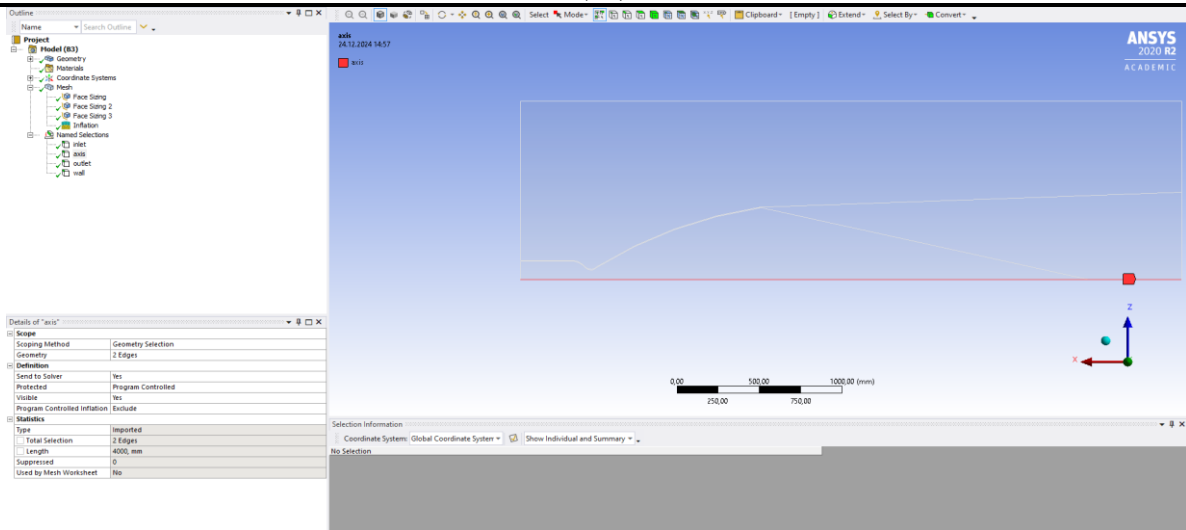 Outline
Name Search Outline
Project
Model (B3)
Geometry
Materials
Coordinate Systems
Mesh
Face Sizing
Face Sizing 2
Face Sizing 3
Inflation
Named Selections
inlet
axis
outlet
wall
Details of "axis"
Scope
Scoping Method Geometry Selection
Geometry 2 Edges
Definition
Send to Solver Yes
Protected Program Controlled
Visible Yes
Program Controlled Inflation Exclude
Statistics
Type Imported
Total Selection 2 Edges
Length 4000, mm
Suppressed 0
Used by Mesh Worksheet No
Select Mode Clipboard [Empty] Extend Select By Convert
axis
24.12.2024 14:57
axis
ANSYS
2020 R2
ACADEMIC
Z
X
0,00 500,00 1000,00 (mm)
250,00 750,00
Selection Information
Coordinate System: Global Coordinate System Show Individual and Summary
No Selection